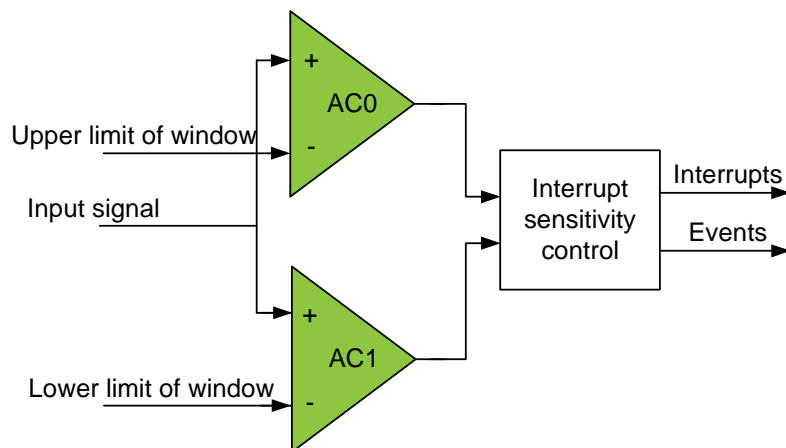 +
AC0
Upper limit of window
-
Input signal
Interrupt
sensitivity
control
Interrupts
Events
+
AC1
Lower limit of window
-